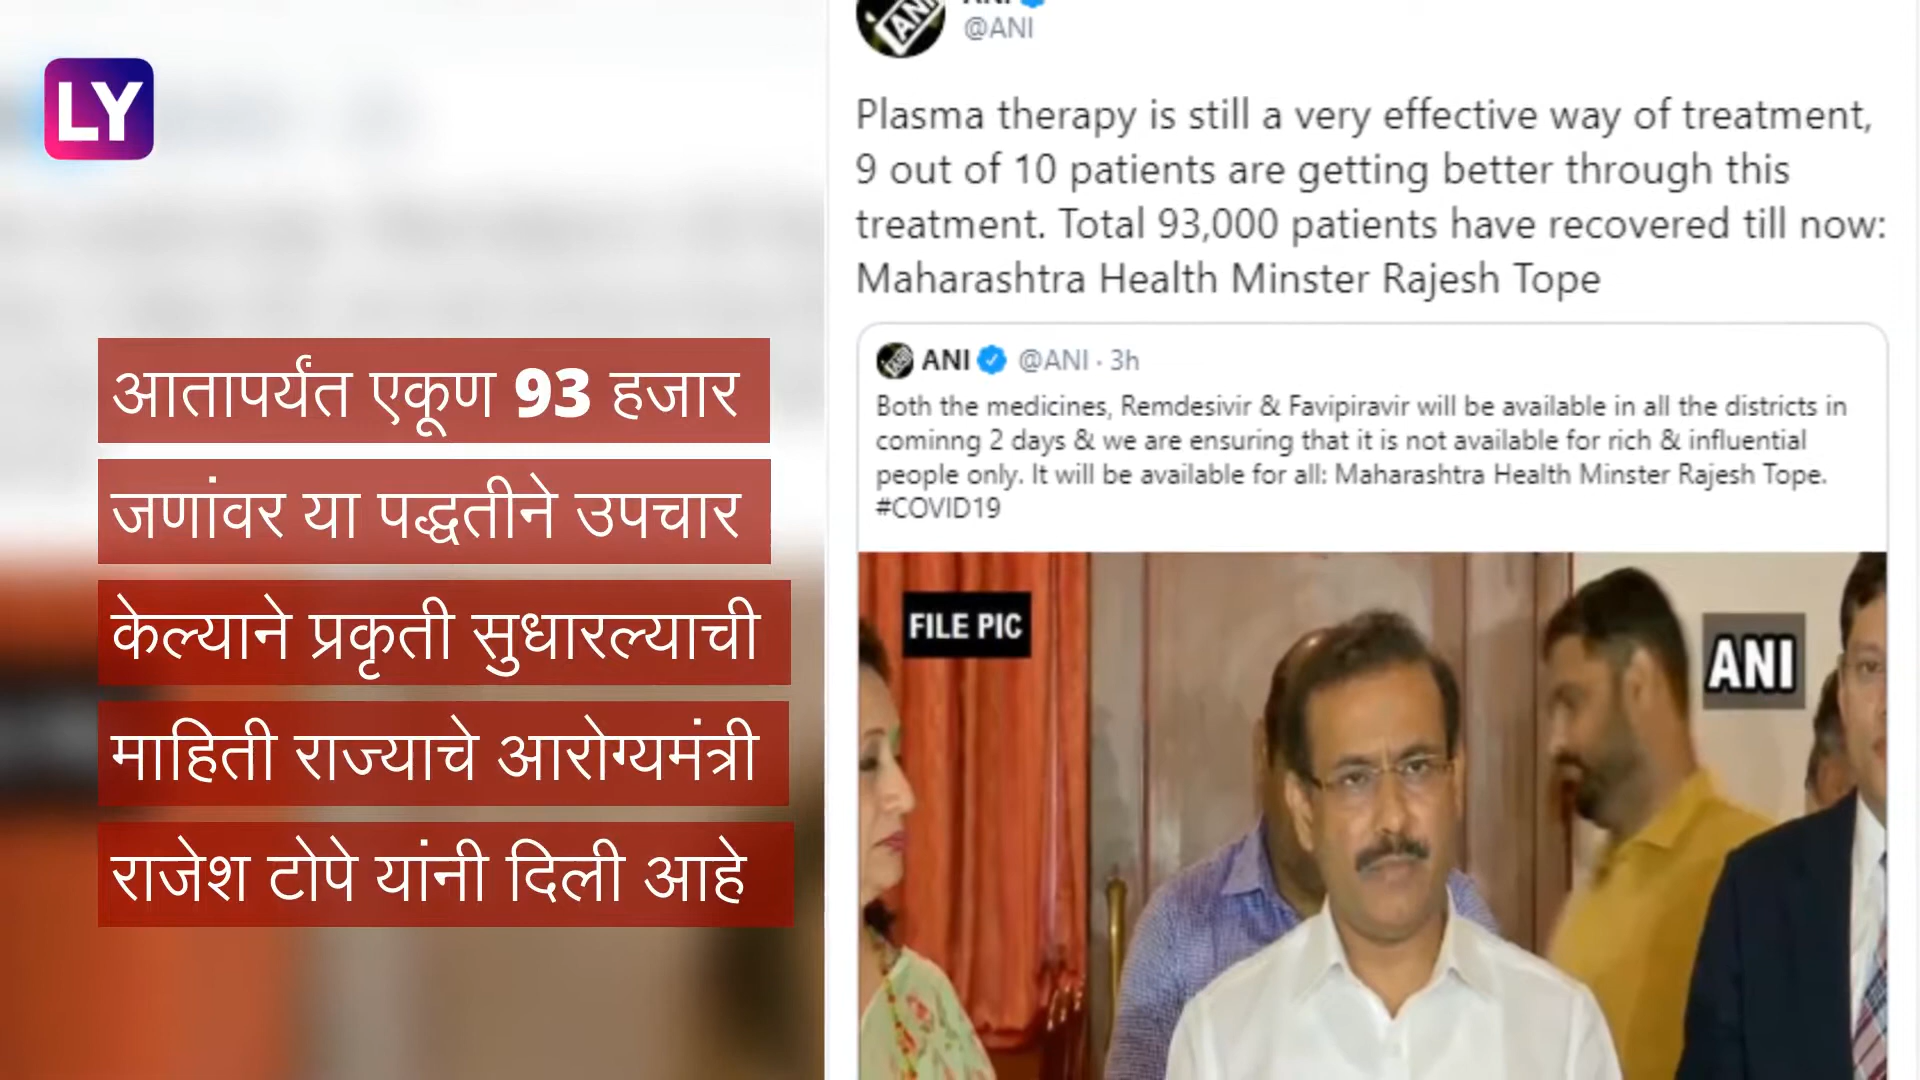 LY
आतापर्यंत एकूण 93 हजार
जणांवर या पद्धतीने उपचार
केल्याने प्रकृती सुधारल्याची
माहिती राज्याचे आरोग्यमंत्री
राजेश टोपे यांनी दिली आहे
ANI
@ANI
Plasma therapy is still a very effective way of treatment,
9 out of 10 patients are getting better through this
treatment. Total 93,000 patients have recovered till now:
Maharashtra Health Minster Rajesh Tope
ANI @ANI · 3h
Both the medicines, Remdesivir & Favipiravir will be available in all the districts in
cominng 2 days & we are ensuring that it is not available for rich & influential
people only. It will be available for all: Maharashtra Health Minster Rajesh Tope.
#COVID19
FILE PIC
ANI